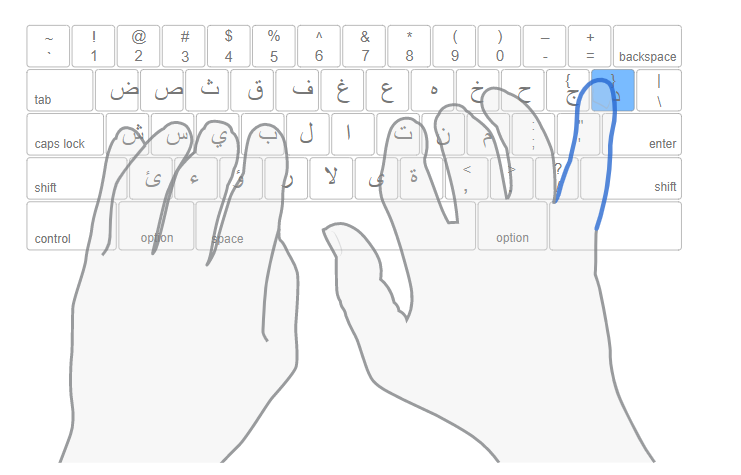 ~ ! @ # $ % ^ & * ( ) – +
` 1 2 3 4 5 6 7 8 9 0 - = backspace
{ } |
tab ض ص ث ق ف غ ع ه خ ح ج د \
: "
caps lock ش س ي ب ل ا ت ن م ; ' enter
< > ?
shift ئ ء ؤ ر لا ى ة , . shift
control option space option